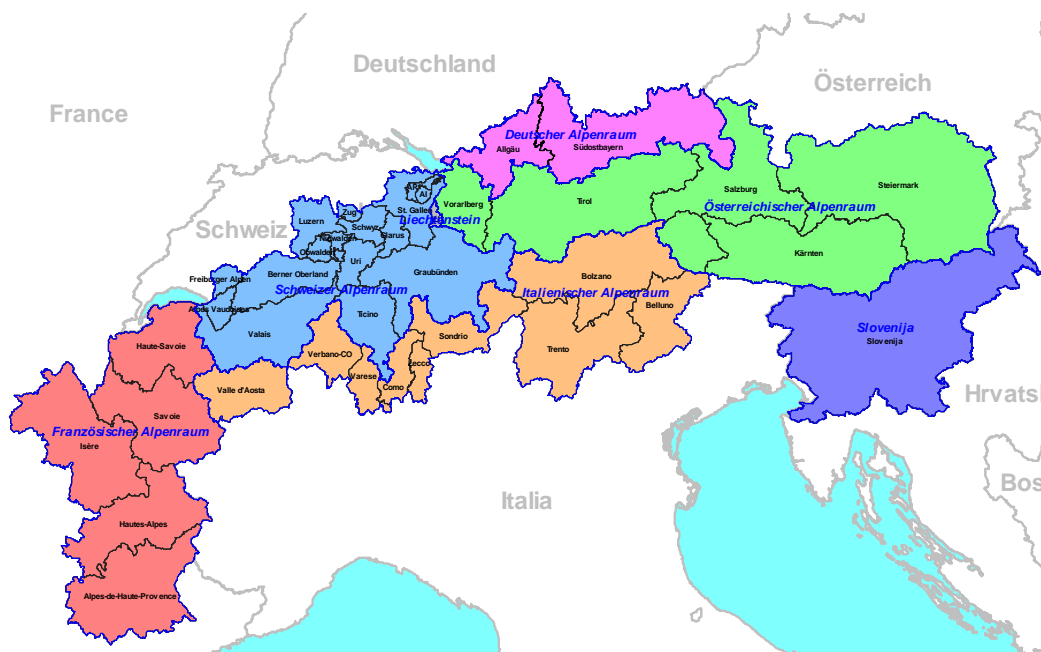 Deutschland
Österreich
France
Deutscher Alpenraum
Allgäu
Südostbayern
AI
Vorarlberg
Tirol
Salzburg
Steiermark
Österreichischer Alpenraum
Luzern
Zug
St. Gallen
Liechtenstein
Schwyz
Schweiz
Nidwalden
Glarus
Obwalden
Uri
Kärnten
Freiburger Alpen
Berner Oberland
Graubünden
Bolzano
Schweizer Alpenraum
Italienischer Alpenraum
Belluno
Alpes Vaudoises
Ticino
Valais
Slovenija
Slovenija
Haute-Savoie
Verbano-CO
Sondrio
Trento
Lecco
Varese
Como
Valle d'Aosta
Hrvats
Savoie
Französischer Alpenraum
Isère
Bos
Italia
Hautes-Alpes
Alpes-de-Haute-Provence